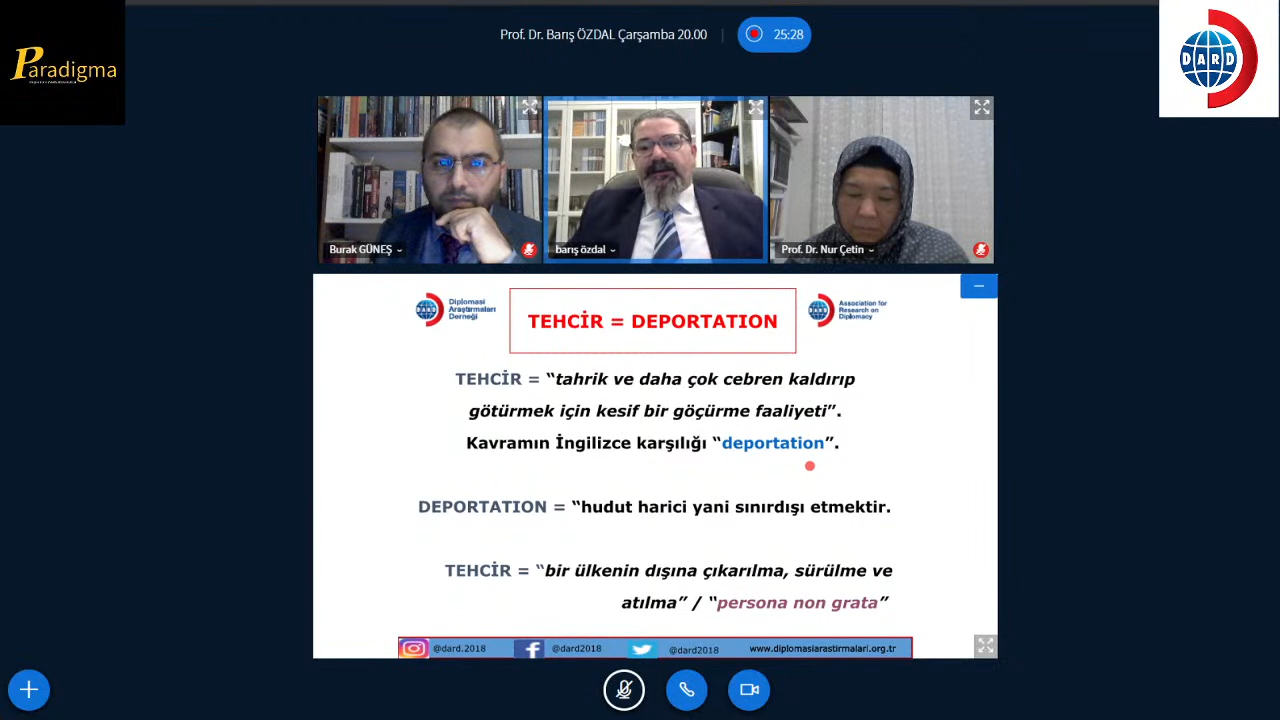 Prof. Dr. Barış ÖZDAL Çarşamba 20.00
25:28
Paradigma
DARD
Burak GÜNEŞ
barış özdal
Prof. Dr. Nur Çetin
DARD
Diplomasi
Araştırmaları
Derneği
TEHCİR = DEPORTATION
DARD
Association for
Research on
Diplomacy
TEHCİR = “tahrik ve daha çok cebren kaldırıp
götürmek için kesif bir göçürme faaliyeti”.
Kavramın İngilizce karşılığı “deportation”.
DEPORTATION = “hudut harici yani sınırdışı etmektir.
TEHCİR = “bir ülkenin dışına çıkarılma, sürülme ve
atılma” / “persona non grata”
@dard.2018
@dard2018
@dard2018
www.diplomasiarastirmalari.org.tr